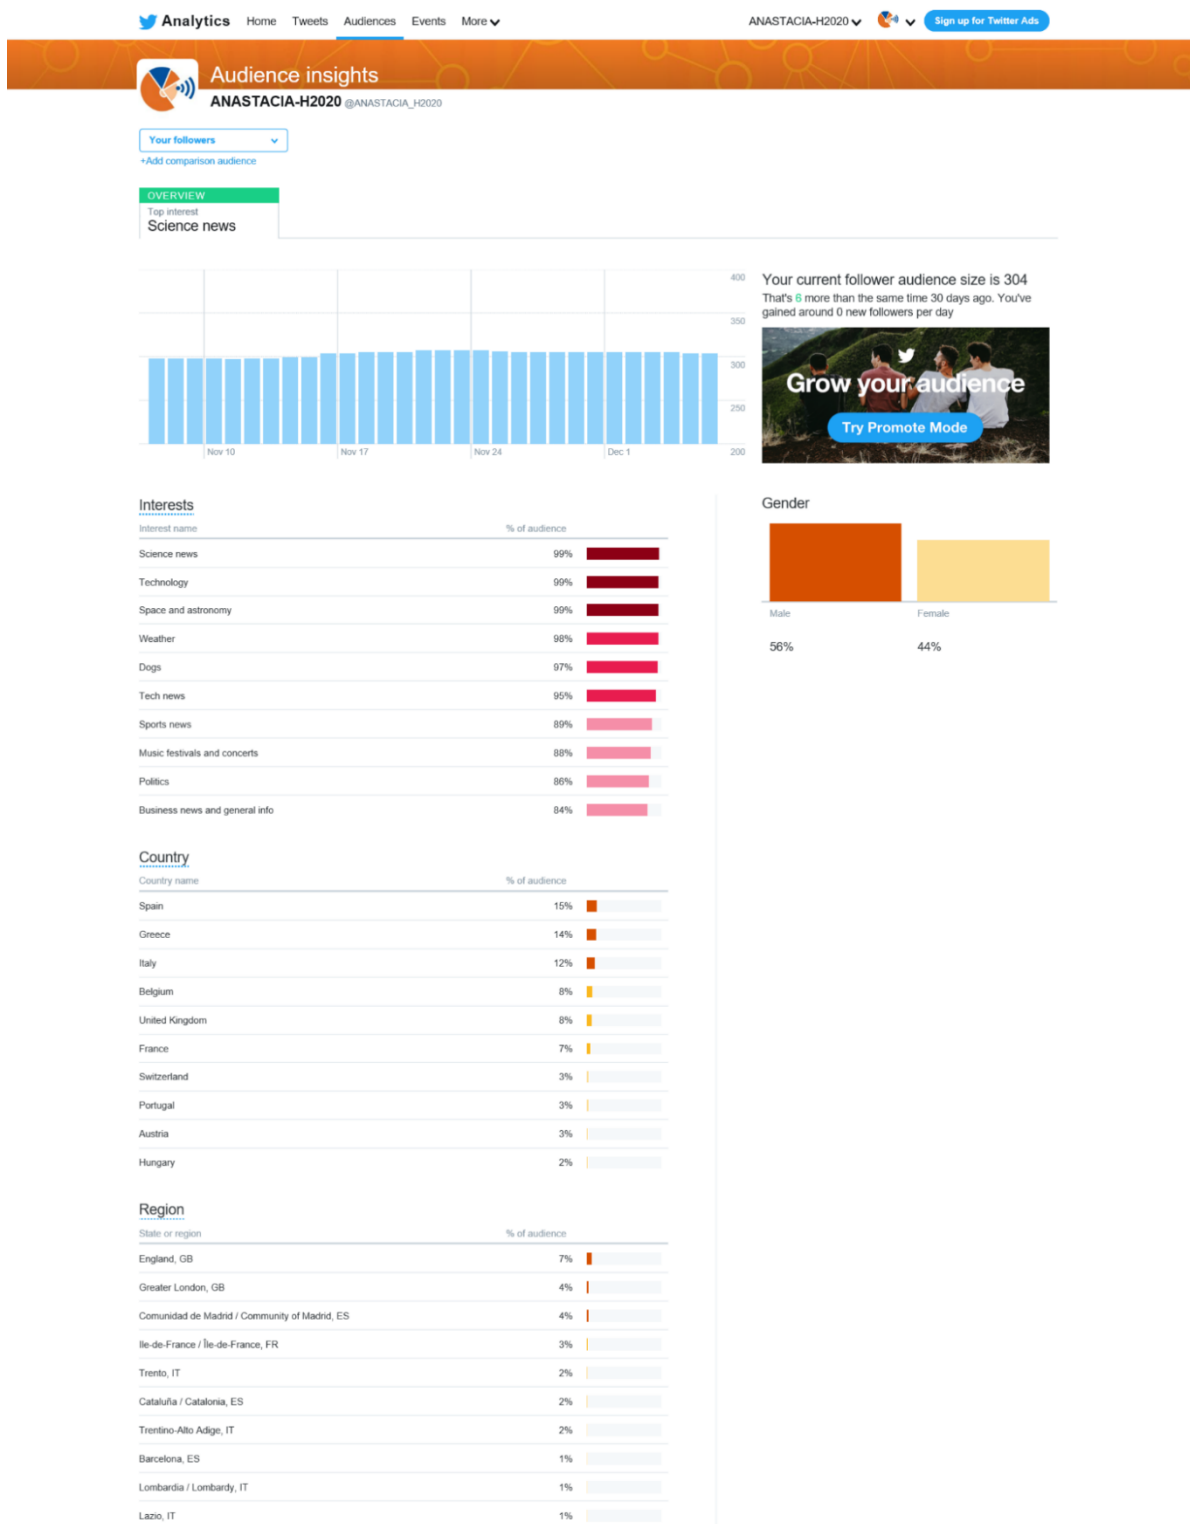 Analytics Home Tweets Audiences Events More ANASTACIA-H2020 Sign up for Twitter Ads
Audience insights
ANASTACIA-H2020 @ANASTACIA_H2020
Your followers
+Add comparison audience
OVERVIEW
Top interest
Science news
400
350
300
250
200
Nov 10 Nov 17 Nov 24 Dec 1
Your current follower audience size is 304
That's 6 more than the same time 30 days ago. You've
gained around 0 new followers per day
Grow your audience
Try Promote Mode
Interests
Interest name % of audience
Science news 99%
Technology 99%
Space and astronomy 99%
Weather 98%
Dogs 97%
Tech news 95%
Sports news 89%
Music festivals and concerts 88%
Politics 86%
Business news and general info 84%
Gender
Male Female
56% 44%
Country
Country name % of audience
Spain 15%
Greece 14%
Italy 12%
Belgium 8%
United Kingdom 8%
France 7%
Switzerland 3%
Portugal 3%
Austria 3%
Hungary 2%
Region
State or region % of audience
England, GB 7%
Greater London, GB 4%
Comunidad de Madrid / Community of Madrid, ES 4%
Ile-de-France / Île-de-France, FR 3%
Trento, IT 2%
Cataluña / Catalonia, ES 2%
Trentino-Alto Adige, IT 2%
Barcelona, ES 1%
Lombardia / Lombardy, IT 1%
Lazio, IT 1%